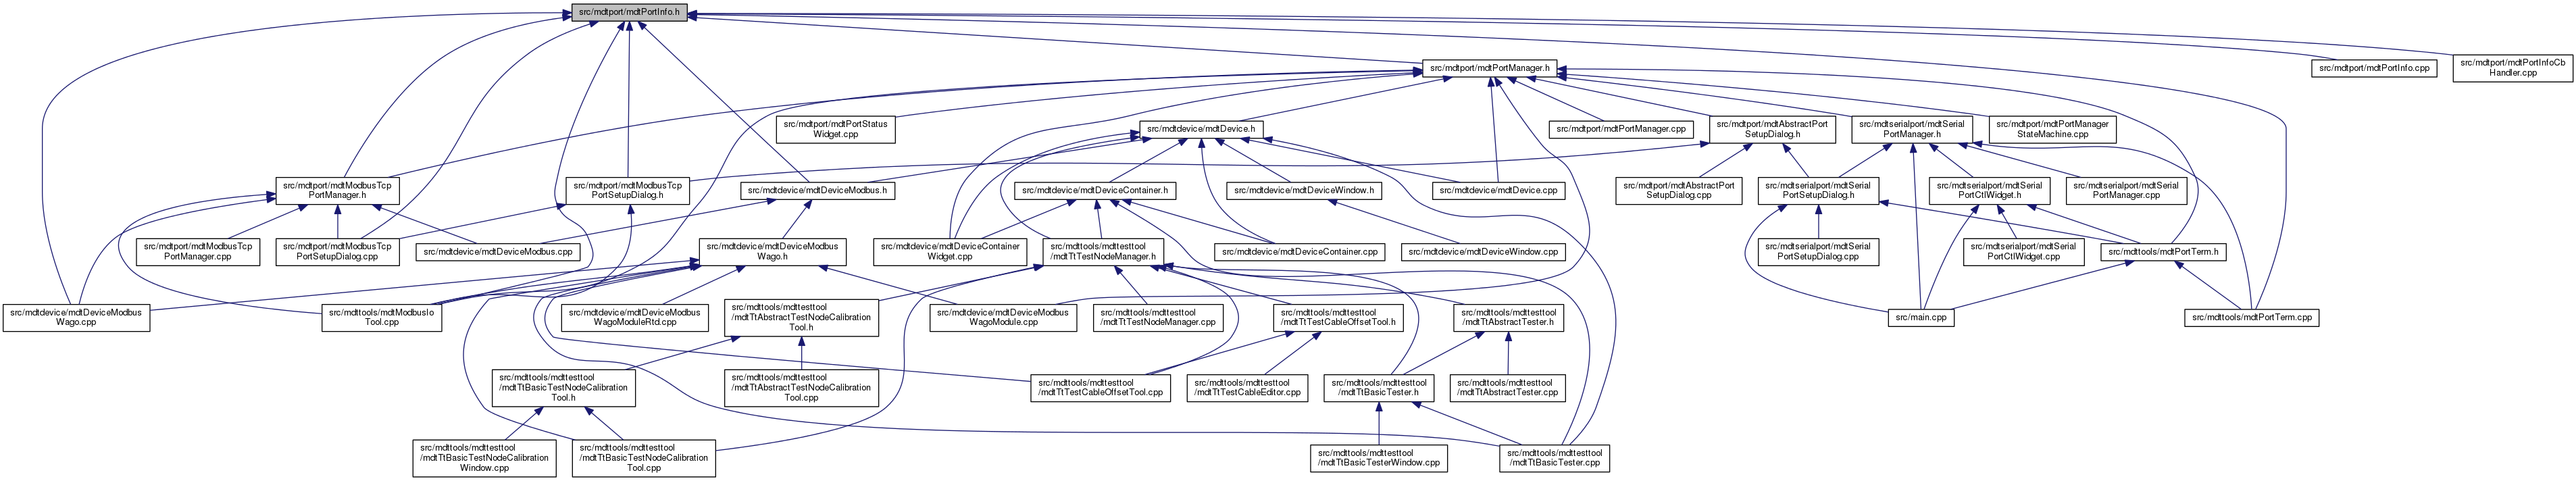 src/mdtport/mdtPortInfo.h
src/mdtport/mdtPortManager.h
src/mdtport/mdtPortInfo.cpp
src/mdtport/mdtPortInfoCb
Handler.cpp
src/mdtport/mdtPortStatus
Widget.cpp
src/mdtdevice/mdtDevice.h
src/mdtport/mdtPortManager.cpp
src/mdtport/mdtAbstractPort
SetupDialog.h
src/mdtserialport/mdtSerial
PortManager.h
src/mdtport/mdtPortManager
StateMachine.cpp
src/mdtport/mdtModbusTcp
PortManager.h
src/mdtport/mdtModbusTcp
PortSetupDialog.h
src/mdtdevice/mdtDeviceModbus.h
src/mdtdevice/mdtDeviceContainer.h
src/mdtdevice/mdtDeviceWindow.h
src/mdtdevice/mdtDevice.cpp
src/mdtport/mdtAbstractPort
SetupDialog.cpp
src/mdtserialport/mdtSerial
PortSetupDialog.h
src/mdtserialport/mdtSerial
PortCtlWidget.h
src/mdtserialport/mdtSerial
PortManager.cpp
src/mdtport/mdtModbusTcp
PortManager.cpp
src/mdtport/mdtModbusTcp
PortSetupDialog.cpp
src/mdtdevice/mdtDeviceModbus.cpp
src/mdtdevice/mdtDeviceModbus
Wago.h
src/mdtdevice/mdtDeviceContainer
Widget.cpp
src/mdttools/mdttesttool
/mdtTtTestNodeManager.h
src/mdtdevice/mdtDeviceContainer.cpp
src/mdtdevice/mdtDeviceWindow.cpp
src/mdtserialport/mdtSerial
PortSetupDialog.cpp
src/mdtserialport/mdtSerial
PortCtlWidget.cpp
src/mdttools/mdtPortTerm.h
src/mdtdevice/mdtDeviceModbus
Wago.cpp
src/mdttools/mdtModbusIo
Tool.cpp
src/mdtdevice/mdtDeviceModbus
WagoModuleRtd.cpp
src/mdttools/mdttesttool
/mdtTtAbstractTestNodeCalibration
Tool.h
src/mdtdevice/mdtDeviceModbus
WagoModule.cpp
src/mdttools/mdttesttool
/mdtTtTestNodeManager.cpp
src/mdttools/mdttesttool
/mdtTtTestCableOffsetTool.h
src/mdttools/mdttesttool
/mdtTtAbstractTester.h
src/main.cpp
src/mdttools/mdtPortTerm.cpp
src/mdttools/mdttesttool
/mdtTtBasicTestNodeCalibration
Tool.h
src/mdttools/mdttesttool
/mdtTtAbstractTestNodeCalibration
Tool.cpp
src/mdttools/mdttesttool
/mdtTtTestCableOffsetTool.cpp
src/mdttools/mdttesttool
/mdtTtTestCableEditor.cpp
src/mdttools/mdttesttool
/mdtTtBasicTester.h
src/mdttools/mdttesttool
/mdtTtAbstractTester.cpp
src/mdttools/mdttesttool
/mdtTtBasicTestNodeCalibration
Window.cpp
src/mdttools/mdttesttool
/mdtTtBasicTestNodeCalibration
Tool.cpp
src/mdttools/mdttesttool
/mdtTtBasicTesterWindow.cpp
src/mdttools/mdttesttool
/mdtTtBasicTester.cpp